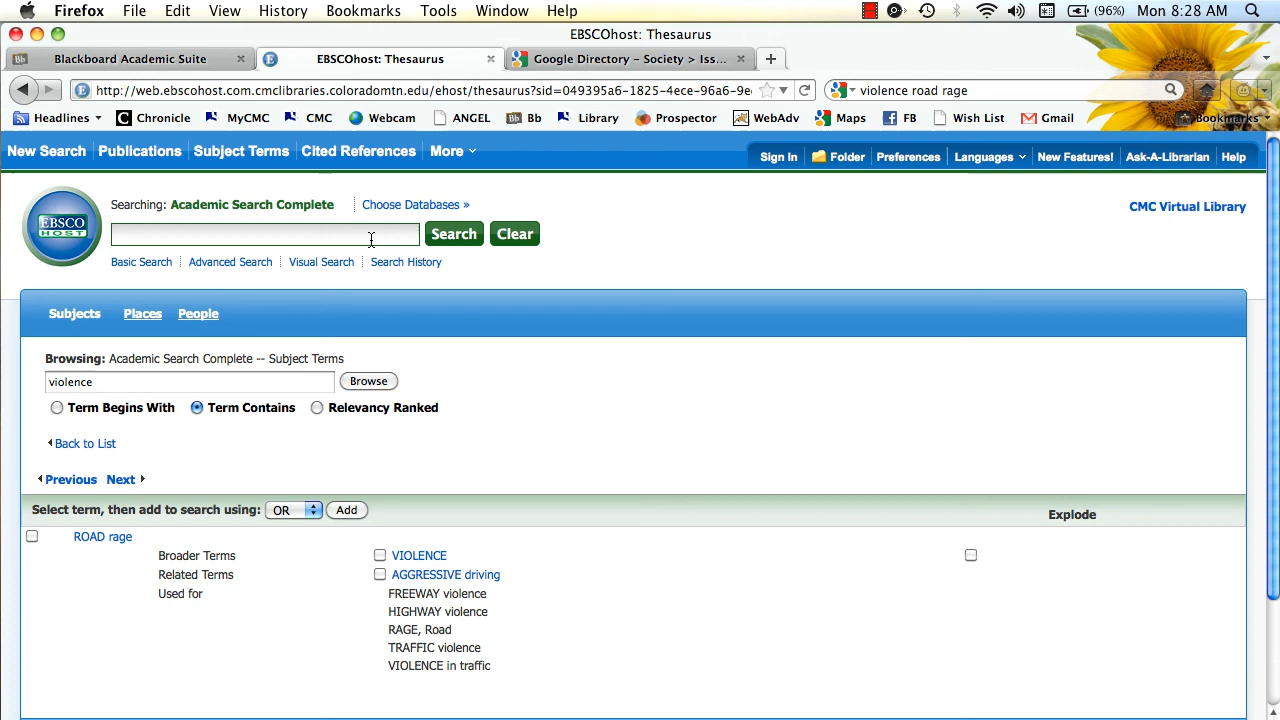 Firefox File Edit View History Bookmarks Tools Window Help (96%) Mon 8:28 AM
EBSCOhost: Thesaurus
Bb Blackboard Academic Suite EBSCOhost: Thesaurus Google Directory – Society > Iss...
http://web.ebscohost.com.cmclibraries.coloradomtn.edu/ehost/thesaurus?sid=049395a6-1825-4ece-96a6-9e violence road rage
Headlines Chronicle MyCMC CMC Webcam ANGEL Bb Bb Library Prospector WebAdv Maps FB Wish List Gmail Bookmarks
New Search Publications Subject Terms Cited References More Sign In Folder Preferences Languages New Features! Ask-A-Librarian Help
Searching: Academic Search Complete Choose Databases » CMC Virtual Library
EBSCO HOST
Search Clear
Basic Search Advanced Search Visual Search Search History
Subjects Places People
Browsing: Academic Search Complete -- Subject Terms
violence Browse
Term Begins With Term Contains Relevancy Ranked
Back to List
Previous Next
Select term, then add to search using: OR Add Explode
ROAD rage
Broader Terms VIOLENCE
Related Terms AGGRESSIVE driving
Used for FREEWAY violence
HIGHWAY violence
RAGE, Road
TRAFFIC violence
VIOLENCE in traffic